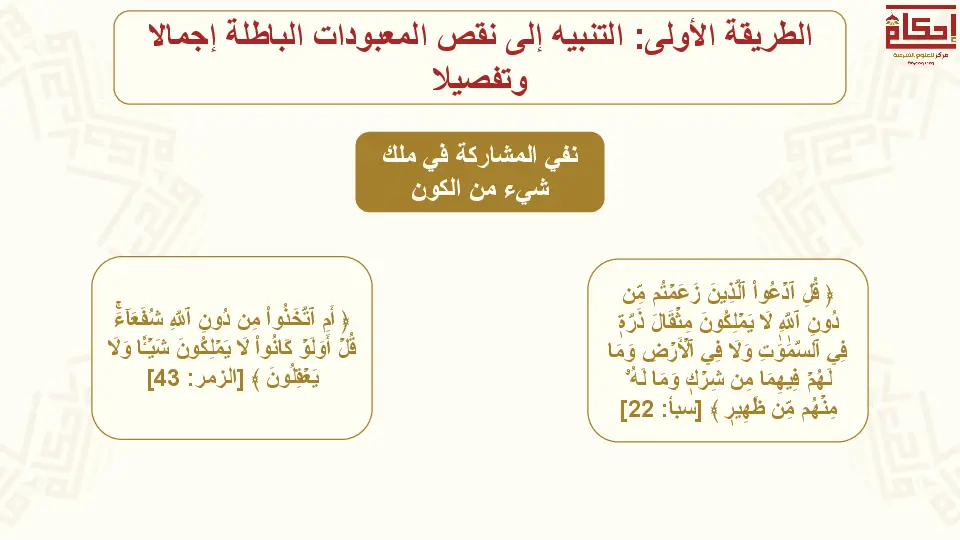 إحكام
مركز للعلوم الشرعية
الطريقة الأولى: التنبيه إلى نقص المعبودات الباطلة إجمالا
وتفصيلا
نفي المشاركة في ملك
شيء من الكون
﴿ قُلِ ٱدۡعُواْ ٱلَّذِينَ زَعَمۡتُم مِّن
دُونِ ٱللَّهِ لَا يَمۡلِكُونَ مِثۡقَالَ ذَرَّةٖ
فِي ٱلسَّمَٰوَٰتِ وَلَا فِي ٱلۡأَرۡضِ وَمَا
لَهُمۡ فِيهِمَا مِن شِرۡكٖ وَمَا لَهُۥ
مِنۡهُم مِّن ظَهِيرٖ ﴾ [سبأ: 22]
﴿ أَمِ ٱتَّخَذُواْ مِن دُونِ ٱللَّهِ شُفَعَآءَۚ
قُلۡ أَوَلَوۡ كَانُواْ لَا يَمۡلِكُونَ شَيۡـٔٗا وَلَا
يَعۡقِلُونَ ﴾ [الزمر: 43]